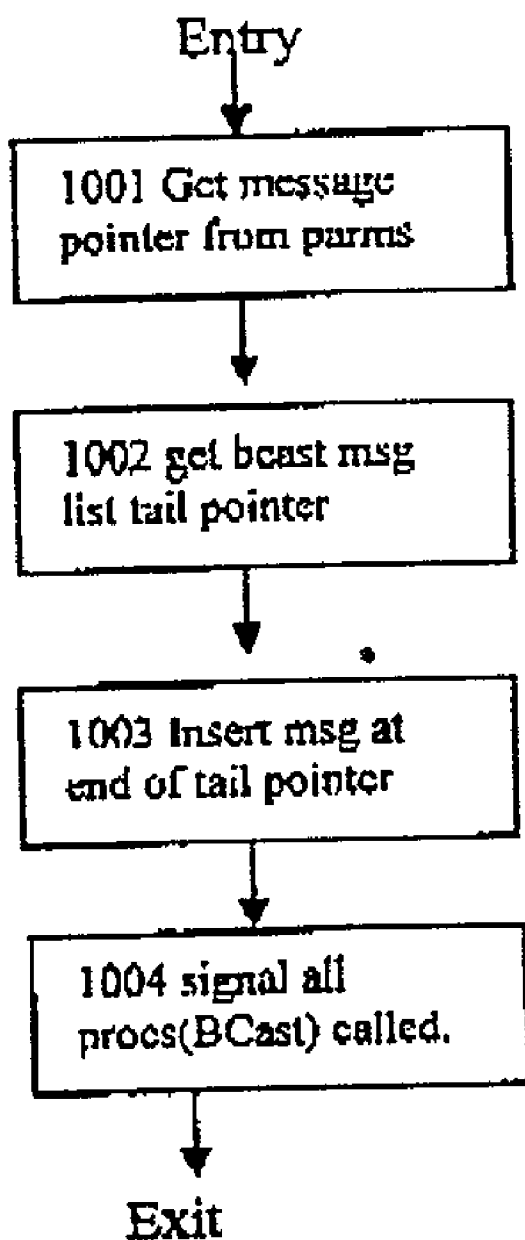 Entry
1001 Get message
pointer from parms
1002 get bcast msg
list tail pointer
1003 Insert msg at
end of tail pointer
1004 signal all
procs(BCast) called.
Exit